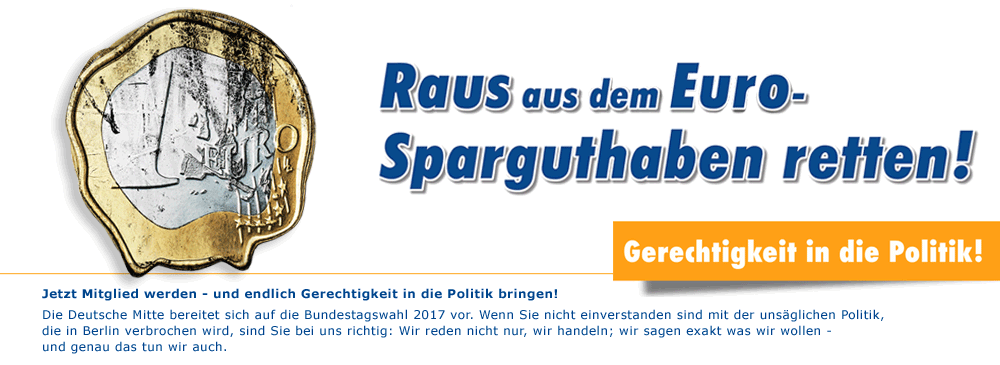 1
EURO
Raus aus dem Euro-
Sparguthaben retten!
Gerechtigkeit in die Politik!
Jetzt Mitglied werden - und endlich Gerechtigkeit in die Politik bringen!
Die Deutsche Mitte bereitet sich auf die Bundestagswahl 2017 vor. Wenn Sie nicht einverstanden sind mit der unsäglichen Politik,
die in Berlin verbrochen wird, sind Sie bei uns richtig: Wir reden nicht nur, wir handeln; wir sagen exakt was wir wollen -
und genau das tun wir auch.